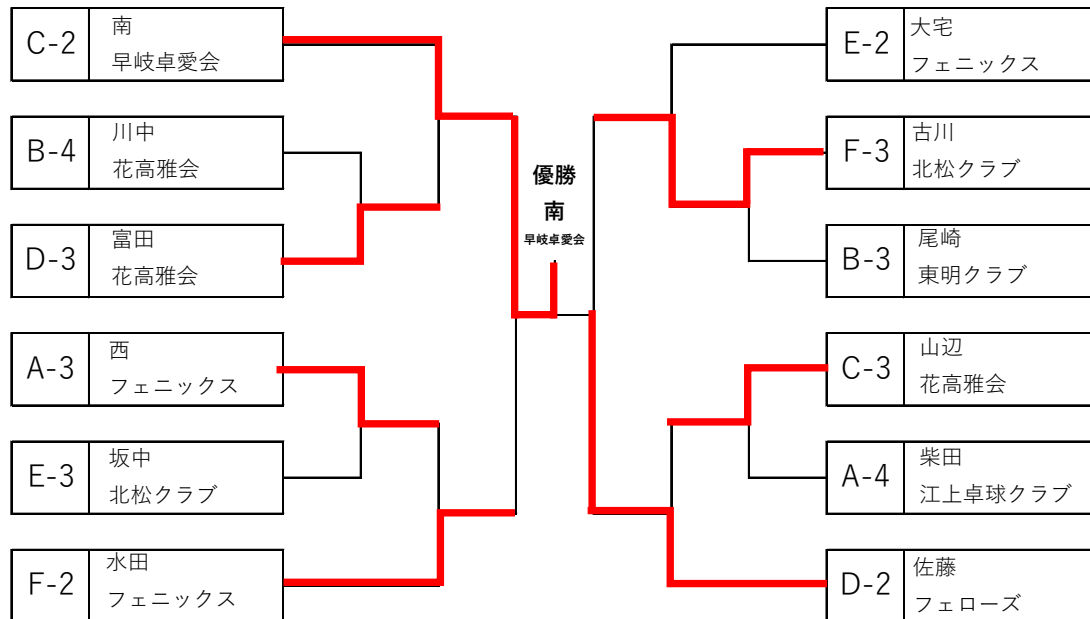 C-2
南
早岐卓愛会
B-4
川中
花高雅会
D-3
富田
花高雅会
A-3
西
フェニックス
E-3
坂中
北松クラブ
F-2
水田
フェニックス
優勝
南
早岐卓愛会
E-2
大宅
フェニックス
F-3
古川
北松クラブ
B-3
尾崎
東明クラブ
C-3
山辺
花高雅会
A-4
柴田
江上卓球クラブ
D-2
佐藤
フェローズ